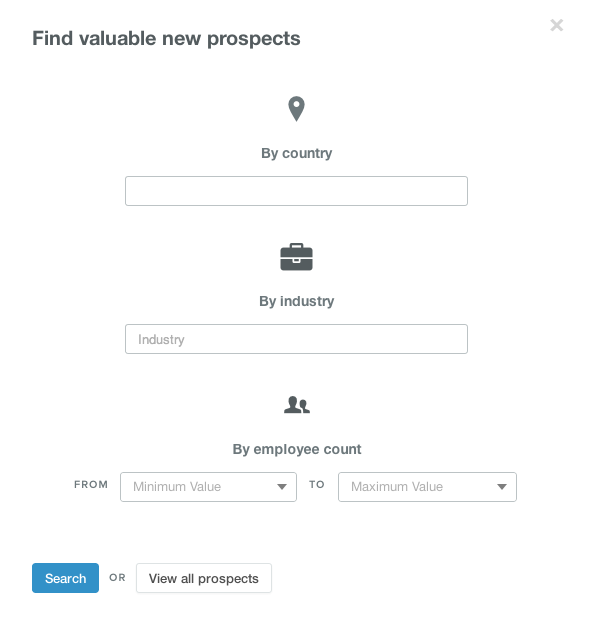 Find valuable new prospects
By country
By industry
Industry
By employee count
FROM Minimum Value TO Maximum Value
Search OR View all prospects